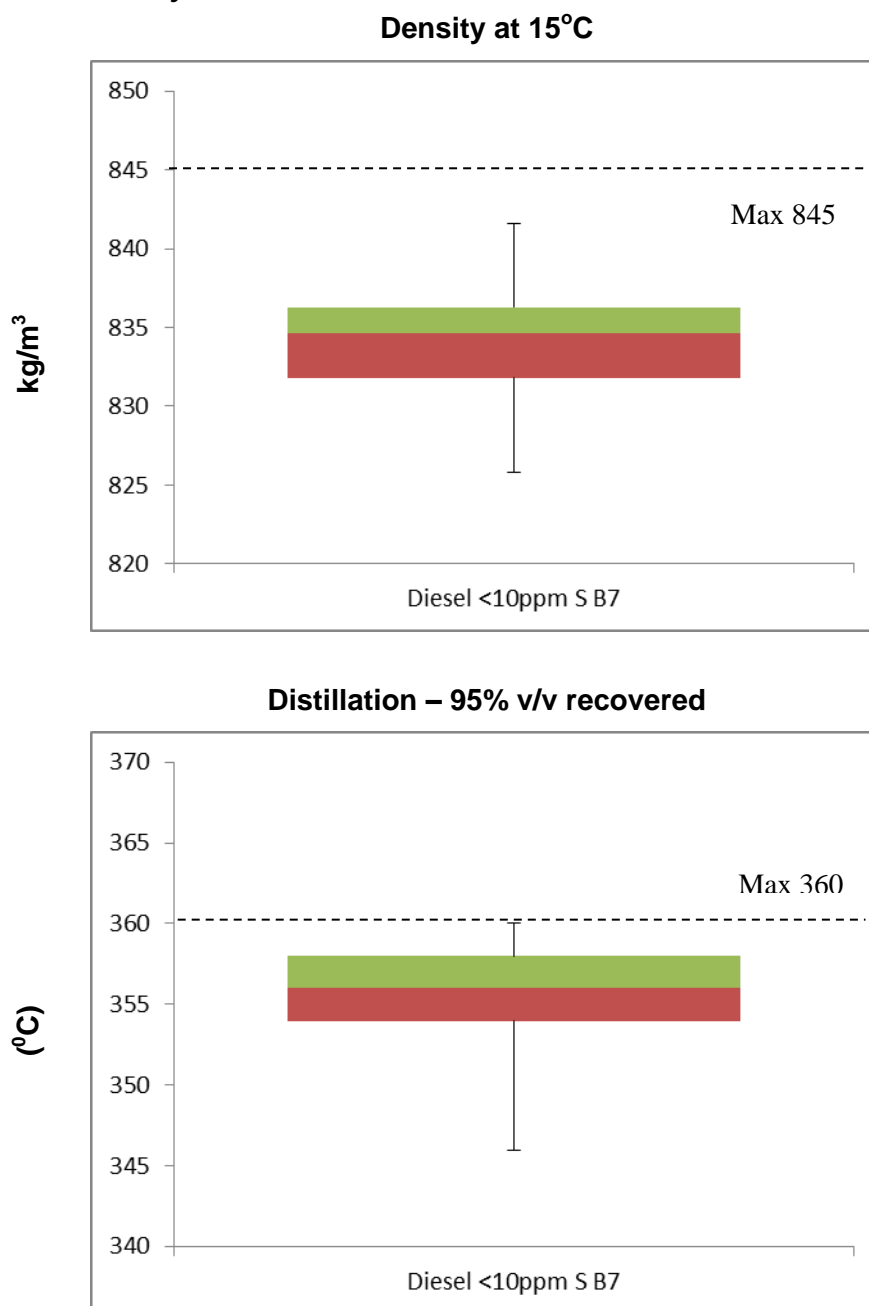 Density at 15°C
850
845
Max 845
840
835
kg/m³
830
825
820
Diesel <10ppm S B7
Distillation – 95% v/v recovered
370
365
Max 360
360
355
(⁰C)
350
345
340
Diesel <10ppm S B7